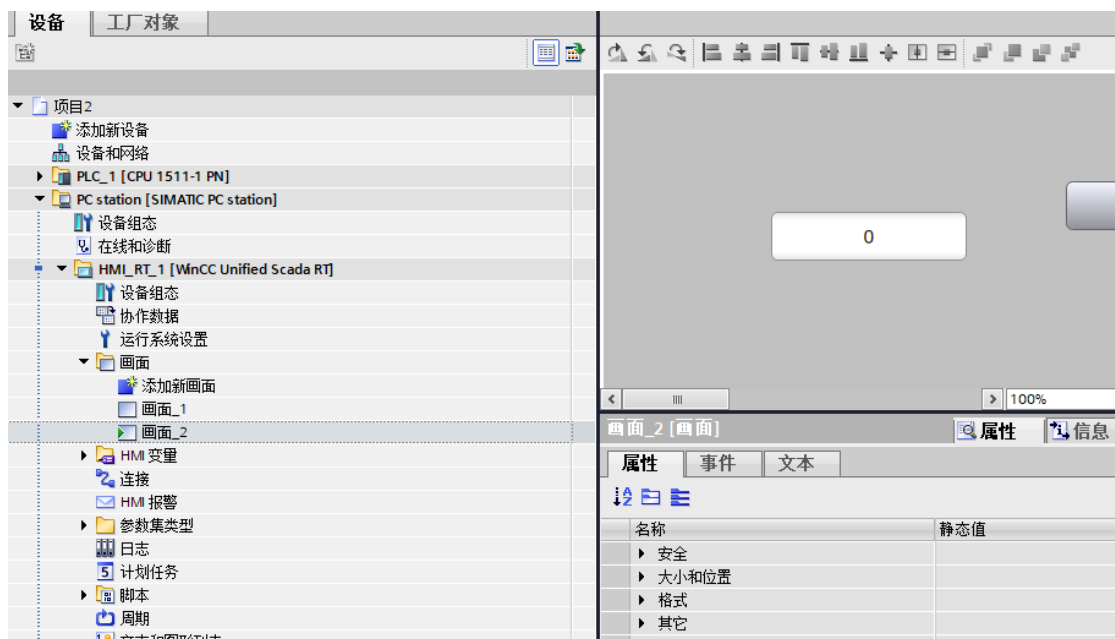 设备 工厂对象
项目2
添加新设备
设备和网络
PLC_1 [CPU 1511-1 PN]
PC station [SIMATIC PC station]
设备组态
在线和诊断
HMI_RT_1 [WinCC Unified Scada RT]
设备组态
协作数据
运行系统设置
画面
添加新画面
画面_1
画面_2
HMI 变量
连接
HMI 报警
参数集类型
日志
计划任务
脚本
周期
0
100%
画面_2 [画面] 属性 信息
属性 事件 文本
名称 静态值
安全
大小和位置
格式
其它